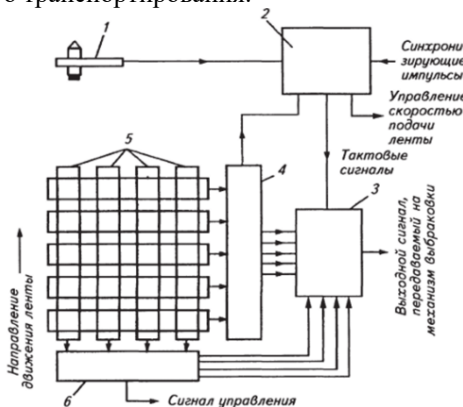 о транспортирования.
1
2
Синхрони-
зирующие
импульсы
Управление
скоростью
подачи
ленты
Тактовые
сигналы
5
4
3
Выходной сигнал,
передаваемый на
механизм выбраковки
Направление
движения ленты
6
Сигнал управления